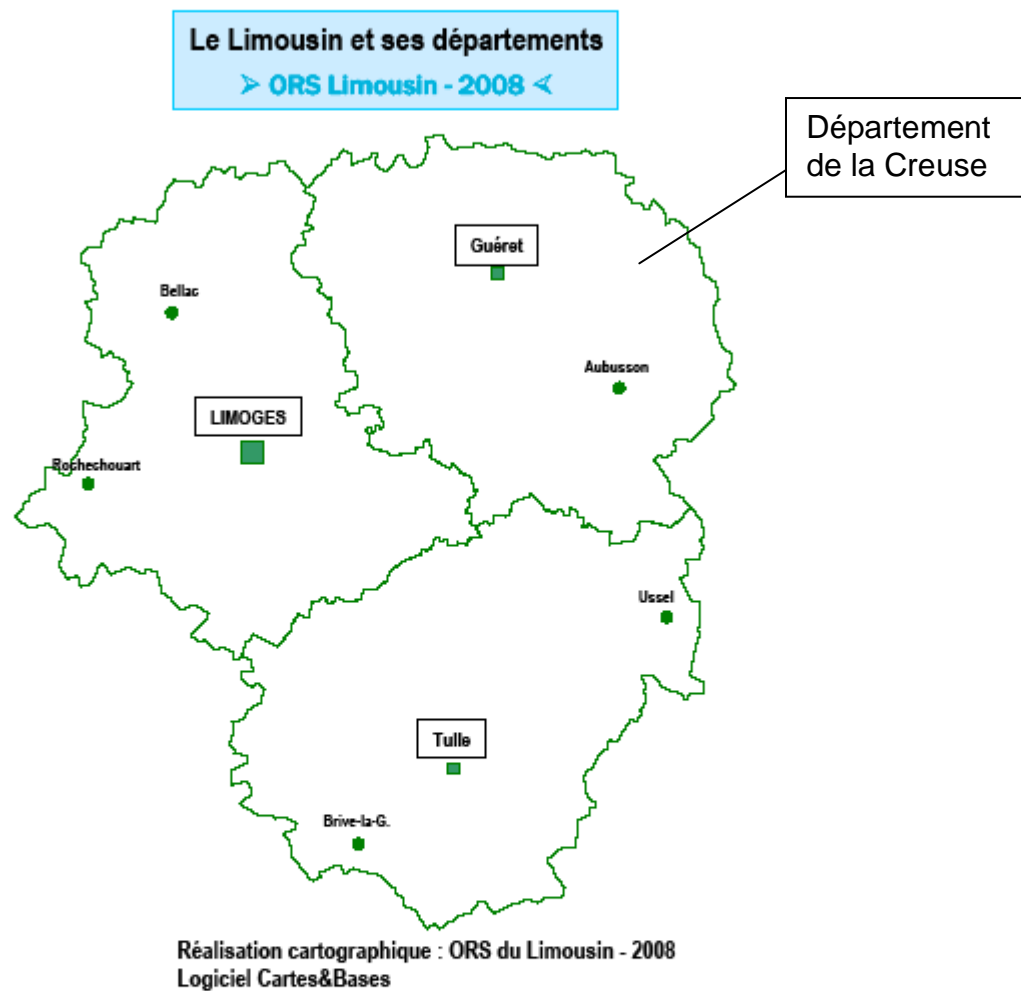 Le Limousin et ses départements
➢ ORS Limousin - 2008 ⮘
Département
de la Creuse
Guéret
Bellac
Aubusson
LIMOGES
Rochechouart
Ussel
Tulle
Brive-la-G.
Réalisation cartographique : ORS du Limousin - 2008
Logiciel Cartes&Bases